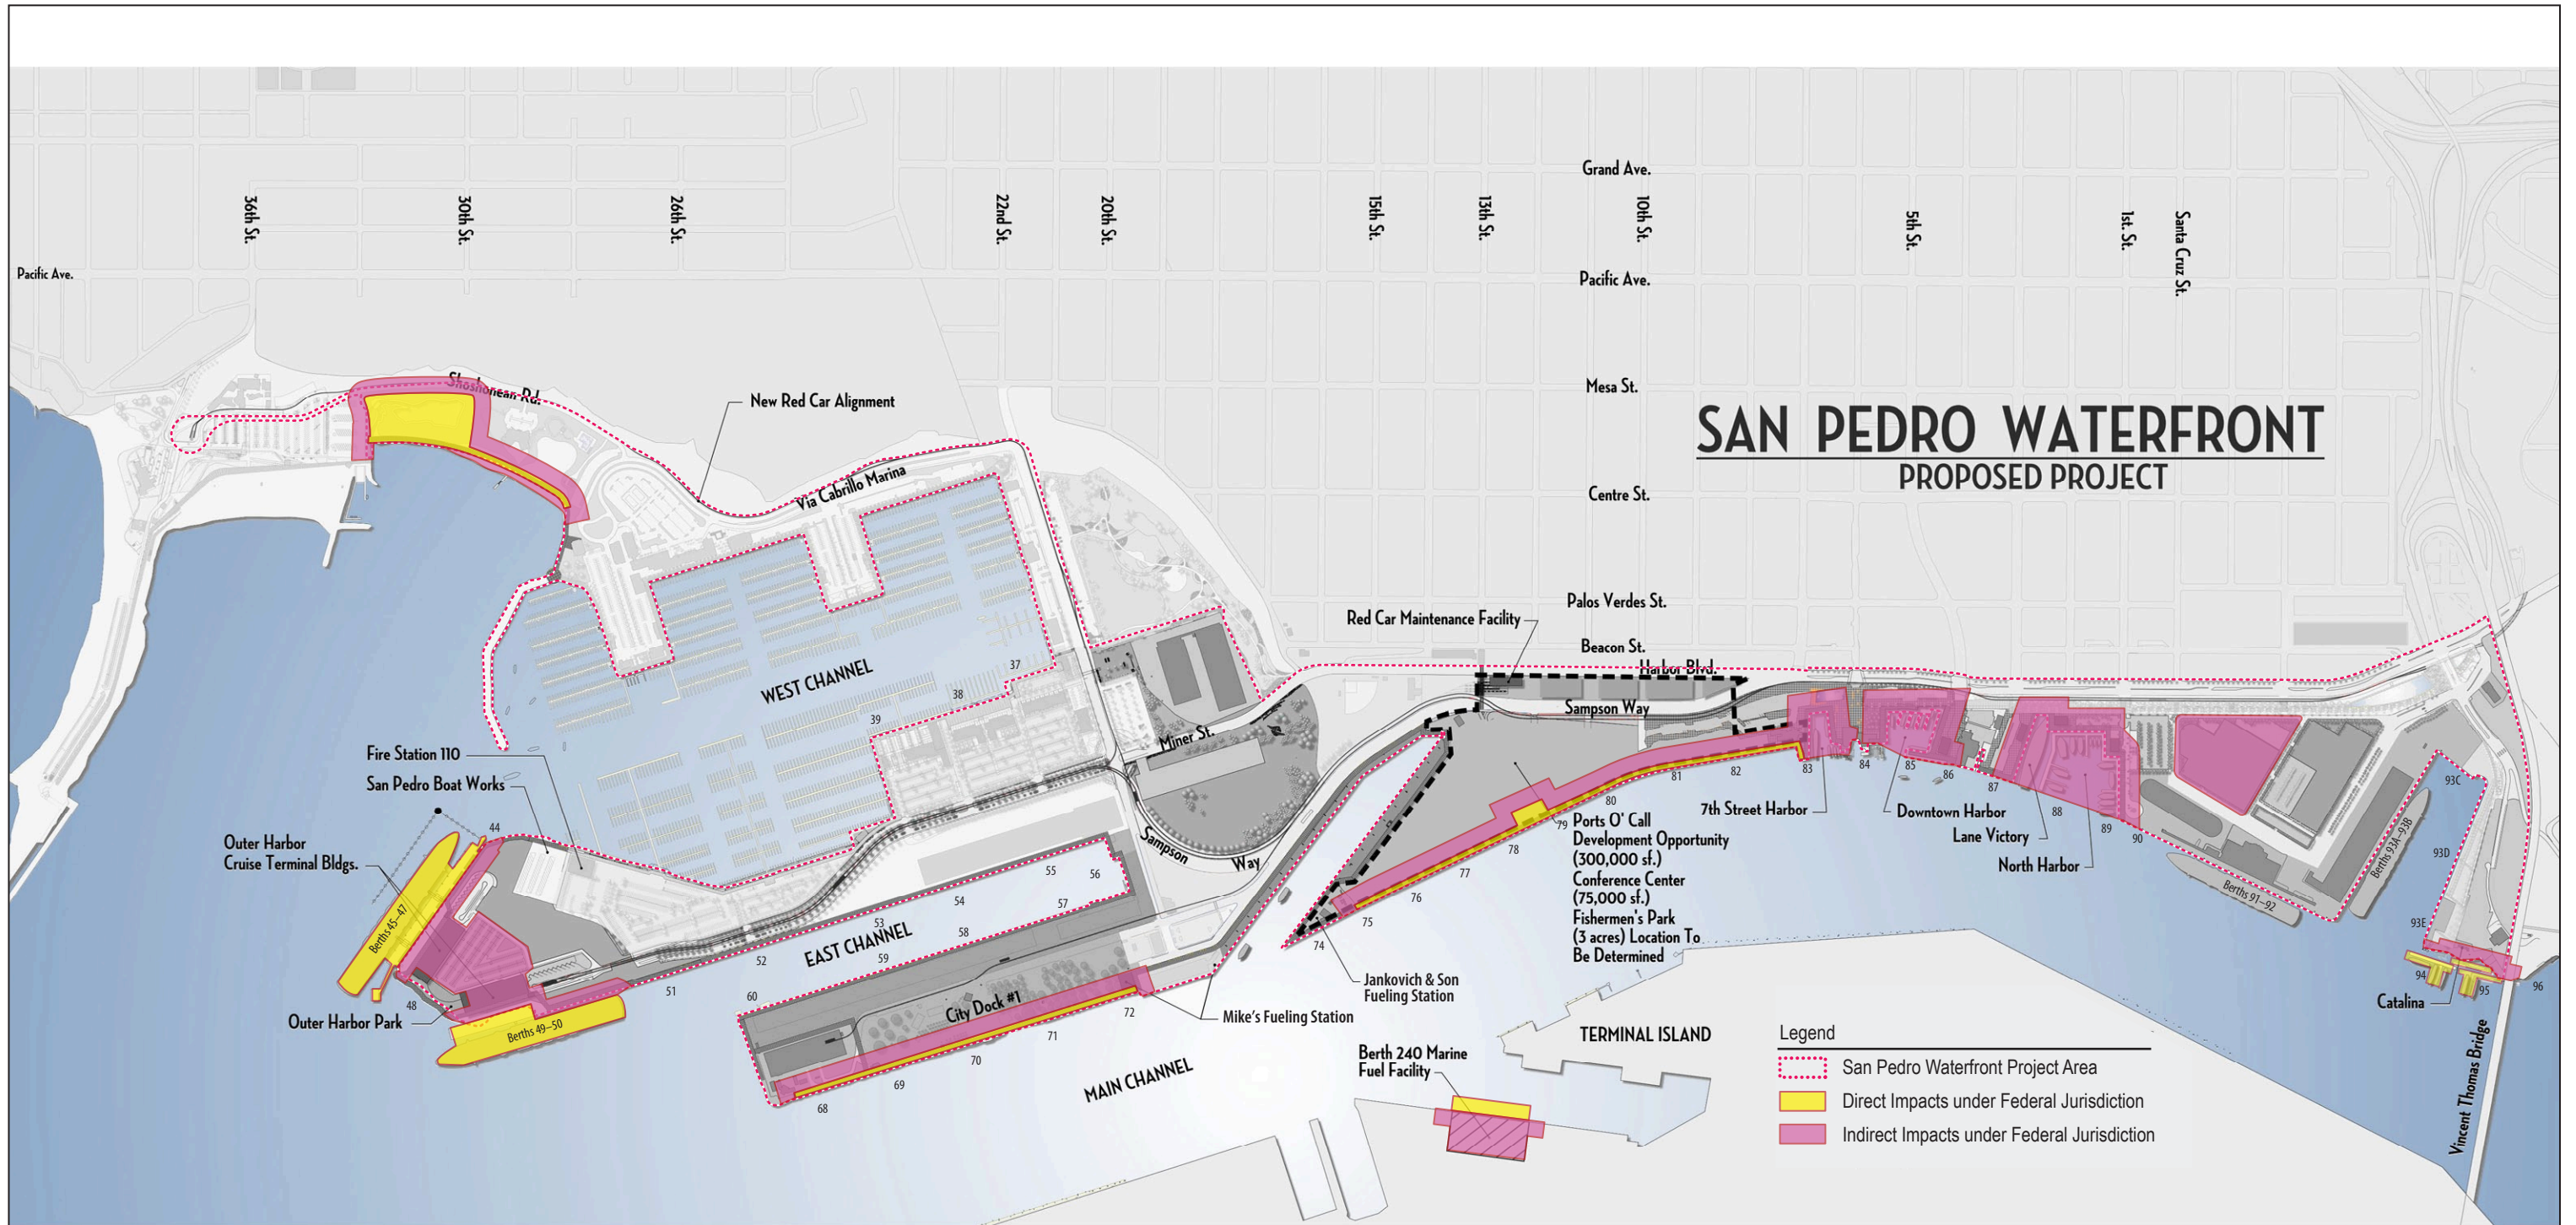 Grand Ave.
36th St.
30th St.
26th St.
22nd St.
20th St.
15th St.
13th St.
10th St.
5th St.
1st. St.
Santa Cruz St.
Pacific Ave.
Pacific Ave.
Shoshonean Rd.
New Red Car Alignment
Mesa St.
SAN PEDRO WATERFRONT
PROPOSED PROJECT
Via Cabrillo Marina
Centre St.
Palos Verdes St.
Red Car Maintenance Facility
Beacon St.
Harbor Blvd.
Sampson Way
WEST CHANNEL
37
38
39
Miner St.
Fire Station 110
San Pedro Boat Works
Outer Harbor
Cruise Terminal Bldgs.
44
Berths 45–47
48
Outer Harbor Park
Berths 49–50
51
52
53
54
55
56
57
58
59
60
EAST CHANNEL
Sampson
Way
City Dock #1
68
69
70
71
72
Mike's Fueling Station
MAIN CHANNEL
74
75
76
77
78
79
80
81
82
83
84
85
86
87
88
89
90
Jankovich & Son
Fueling Station
Ports O' Call
Development Opportunity
(300,000 sf.)
Conference Center
(75,000 sf.)
Fishermen's Park
(3 acres) Location To
Be Determined
7th Street Harbor
Downtown Harbor
Lane Victory
North Harbor
Berths 91–92
Berths 93A–93B
93C
93D
93E
94
95
96
Catalina
Vincent Thomas Bridge
TERMINAL ISLAND
Berth 240 Marine
Fuel Facility
Legend
San Pedro Waterfront Project Area
Direct Impacts under Federal Jurisdiction
Indirect Impacts under Federal Jurisdiction